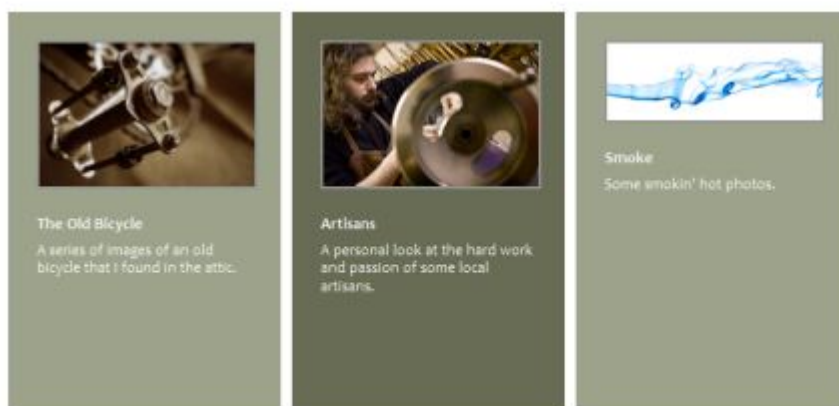 The Old Bicycle
A series of images of an old
bicycle that I found in the attic.
Artisans
A personal look at the hard work
and passion of some local
artisans.
Smoke
Some smokin' hot photos.